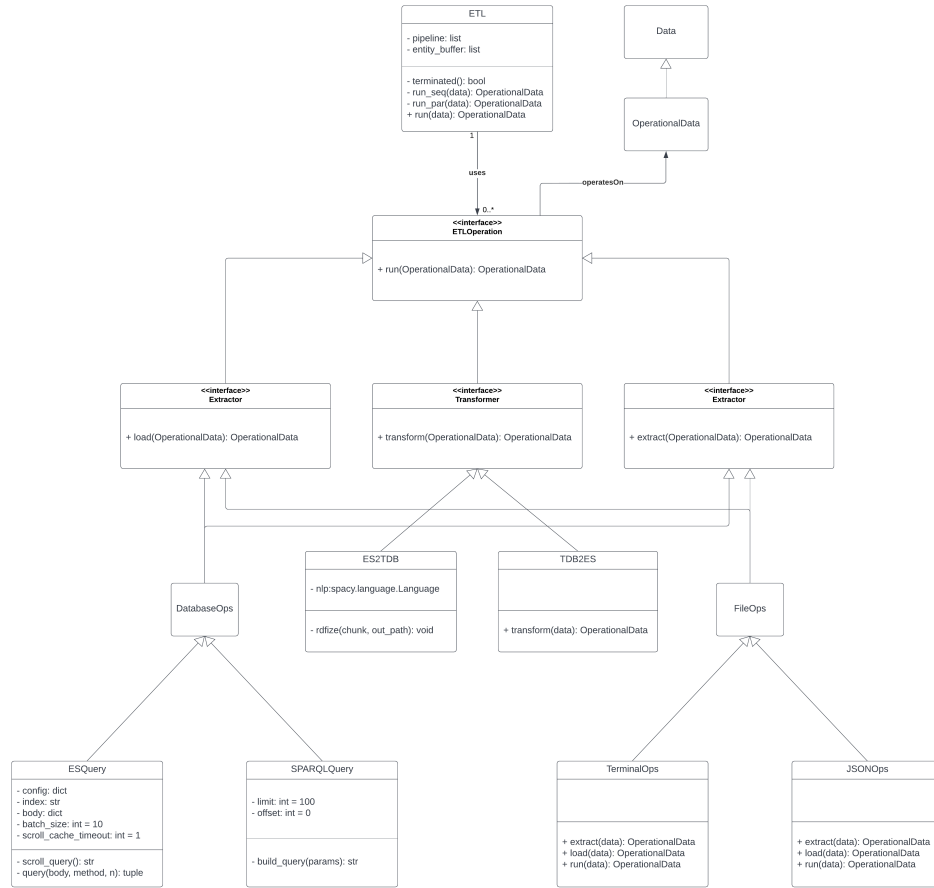 ETL
- pipeline: list
- entity_buffer: list
- terminated(): bool
- run_seq(data): OperationalData
- run_par(data): OperationalData
+ run(data): OperationalData
Data
OperationalData
1
uses
0..*
operatesOn
<<interface>>
ETLOperation
+ run(OperationalData): OperationalData
<<interface>>
Extractor
+ load(OperationalData): OperationalData
<<interface>>
Transformer
+ transform(OperationalData): OperationalData
<<interface>>
Extractor
+ extract(OperationalData): OperationalData
ES2TDB
- nlp:spacy.language.Language
- rdfize(chunk, out_path): void
TDB2ES
+ transform(data): OperationalData
DatabaseOps
FileOps
ESQuery
- config: dict
- index: str
- body: dict
- batch_size: int = 10
- scroll_cache_timeout: int = 1
- scroll_query(): str
- query(body, method, n): tuple
SPARQLQuery
- limit: int = 100
- offset: int = 0
- build_query(params): str
TerminalOps
+ extract(data): OperationalData
+ load(data): OperationalData
+ run(data): OperationalData
JSONOps
+ extract(data): OperationalData
+ load(data): OperationalData
+ run(data): OperationalData